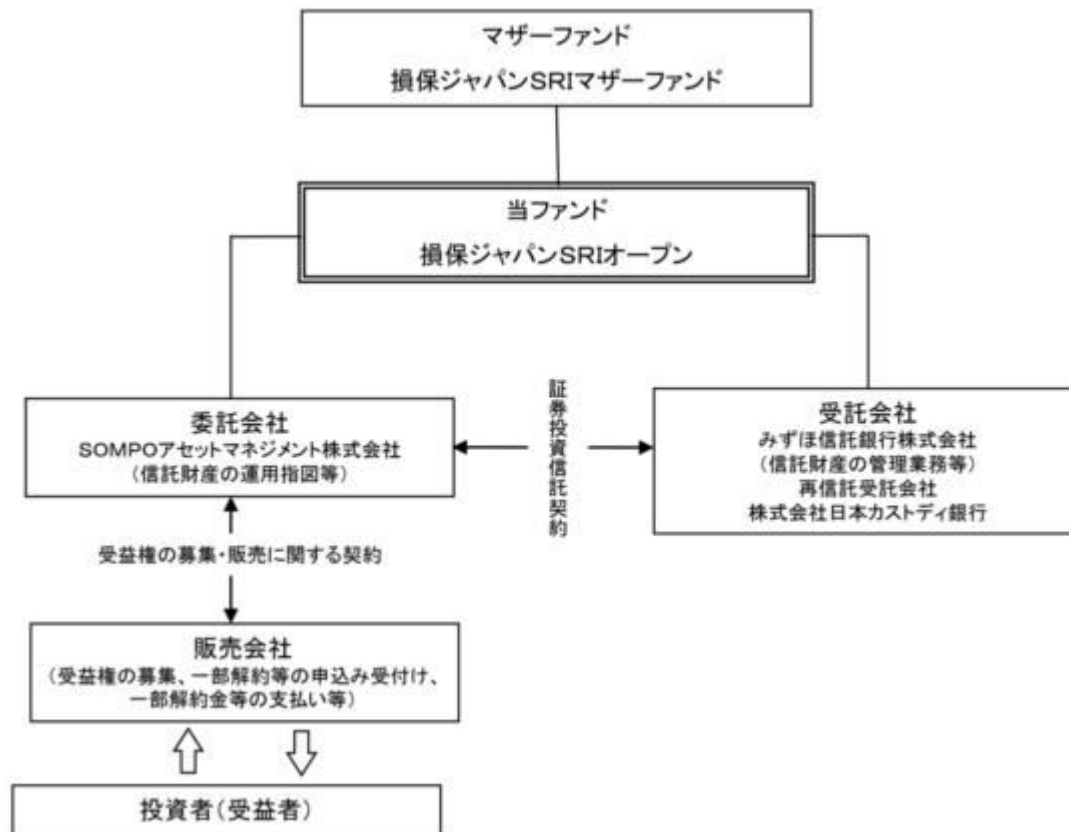 マザーファンド
損保ジャパンSRIマザーファンド
当ファンド
損保ジャパンSRIオープン
委託会社
SOMPOアセットマネジメント株式会社
（信託財産の運用指図等）
証券投資信託契約
受託会社
みずほ信託銀行株式会社
（信託財産の管理業務等）
再信託受託会社
株式会社日本カストディ銀行
受益権の募集・販売に関する契約
販売会社
（受益権の募集、一部解約等の申込み受付け、
一部解約金等の支払い等）
投資者（受益者）